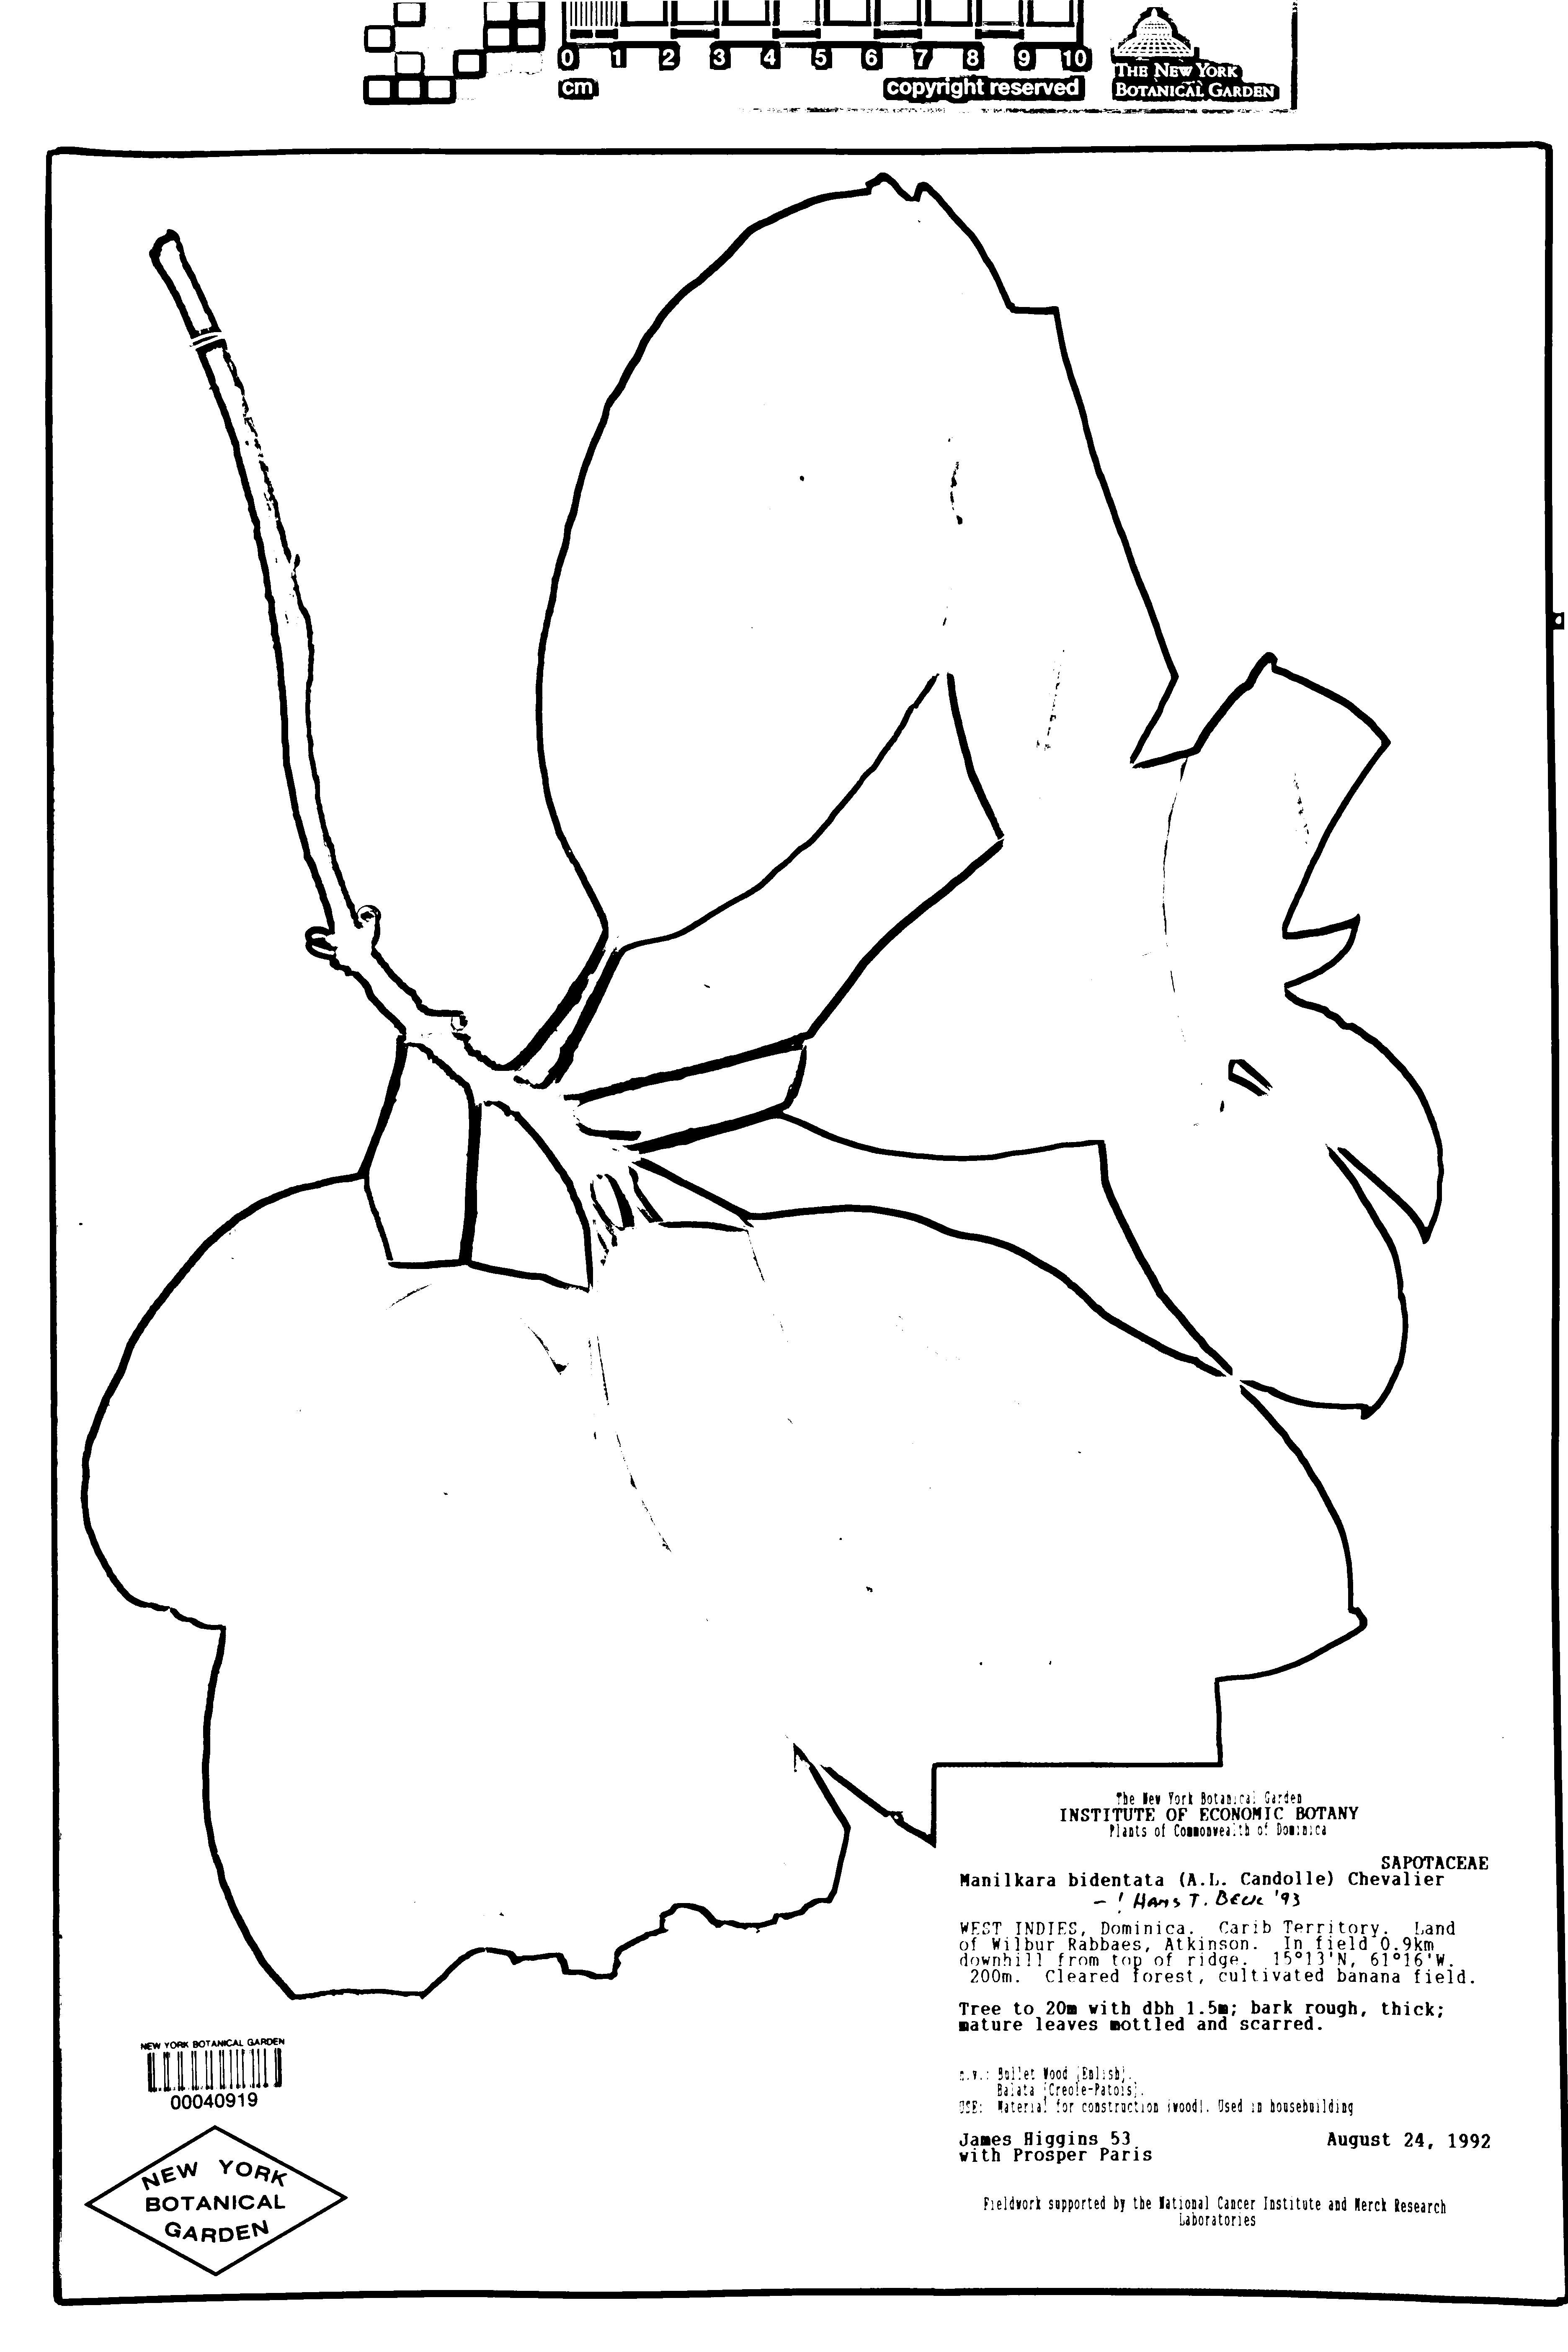 0 1 2 3 4 5 6 7 8 9 10
cm copyright reserved
THE NEW YORK
BOTANICAL GARDEN
The New York Botanical Garden
INSTITUTE OF ECONOMIC BOTANY
Plants of Commonwealth of Dominica
SAPOTACEAE
Manilkara bidentata (A.L. Candolle) Chevalier
– ! HANS T. BECK '93
WEST INDIES, Dominica. Carib Territory. Land
of Wilbur Rabbaes, Atkinson. In field 0.9km
downhill from top of ridge. 15°13'N, 61°16'W.
200m. Cleared forest, cultivated banana field.
Tree to 20m with dbh 1.5m; bark rough, thick;
mature leaves mottled and scarred.
c.v.: Bullet Wood (Enlish).
Balata (Creole-Patois).
USE: Material for construction (wood). Used in housebuilding
James Higgins 53 August 24, 1992
with Prosper Paris
Fieldwork supported by the National Cancer Institute and Merck Research
Laboratories
NEW YORK BOTANICAL GARDEN
00040919
NEW YORK
BOTANICAL
GARDEN